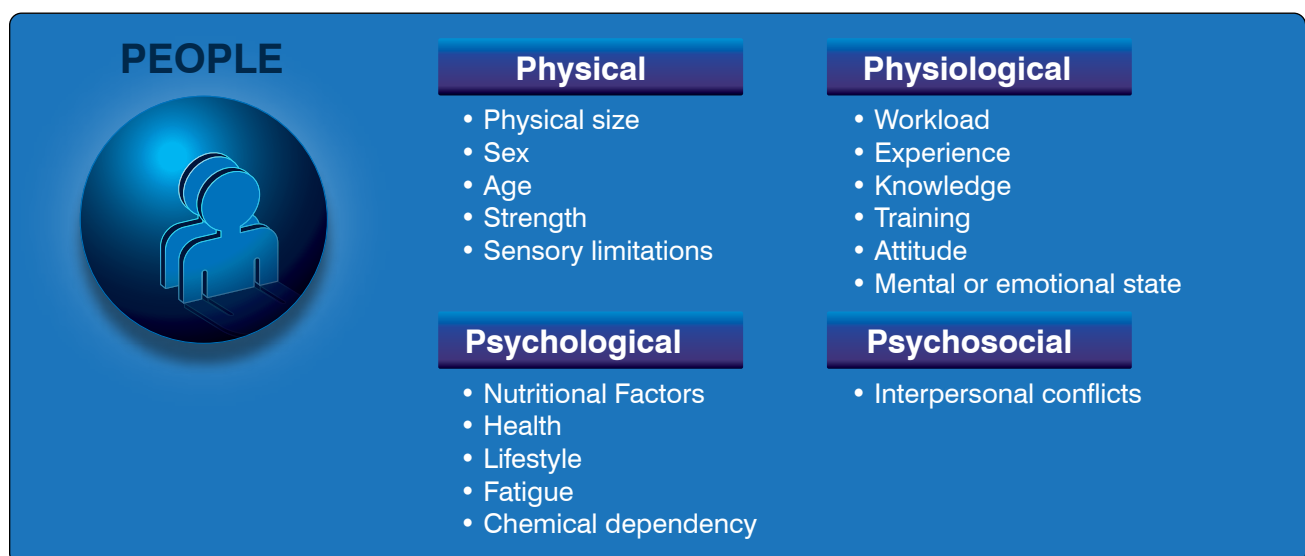 PEOPLE
Physical
• Physical size
• Sex
• Age
• Strength
• Sensory limitations
Physiological
• Workload
• Experience
• Knowledge
• Training
• Attitude
• Mental or emotional state
Psychological
• Nutritional Factors
• Health
• Lifestyle
• Fatigue
• Chemical dependency
Psychosocial
• Interpersonal conflicts